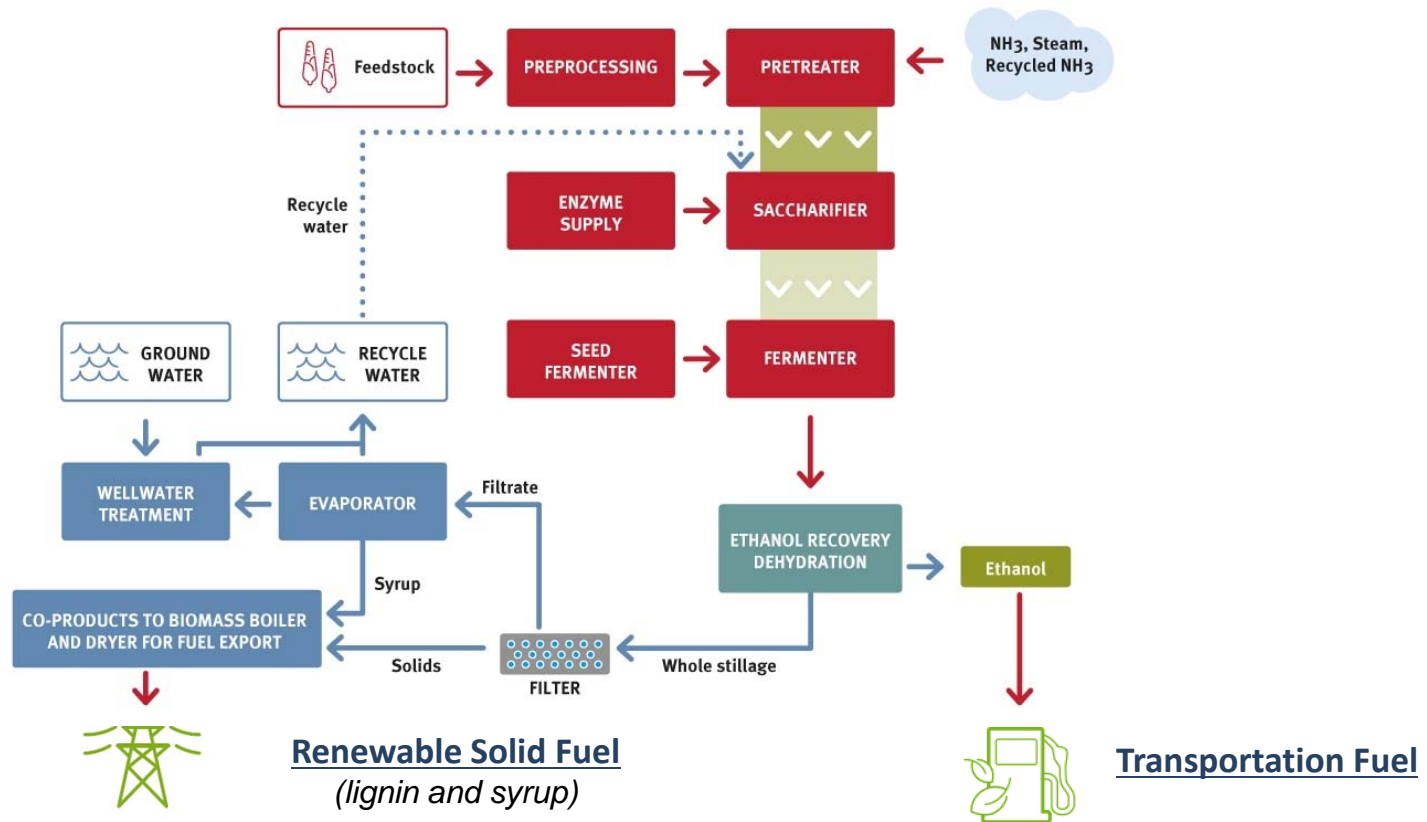 Feedstock
PREPROCESSING
PRETREATER
NH3, Steam,
Recycled NH3
Recycle
water
ENZYME
SUPPLY
SACCHARIFIER
GROUND
WATER
RECYCLE
WATER
SEED
FERMENTER
FERMENTER
WELLWATER
TREATMENT
EVAPORATOR
Filtrate
ETHANOL RECOVERY
DEHYDRATION
Ethanol
Syrup
CO-PRODUCTS TO BIOMASS BOILER
AND DRYER FOR FUEL EXPORT
Solids
FILTER
Whole stillage
Renewable Solid Fuel
(lignin and syrup)
Transportation Fuel